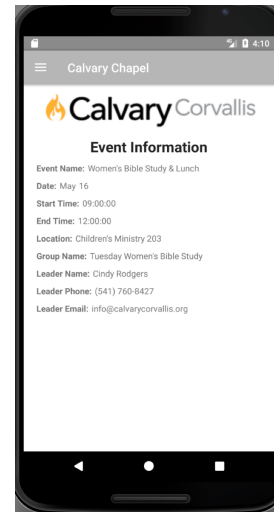 4:10
Calvary Chapel
Calvary Corvallis
Event Information
Event Name: Women's Bible Study & Lunch
Date: May 16
Start Time: 09:00:00
End Time: 12:00:00
Location: Children's Ministry 203
Group Name: Tuesday Women's Bible Study
Leader Name: Cindy Rodgers
Leader Phone: (541) 760-8427
Leader Email: info@calvarycorvallis.org